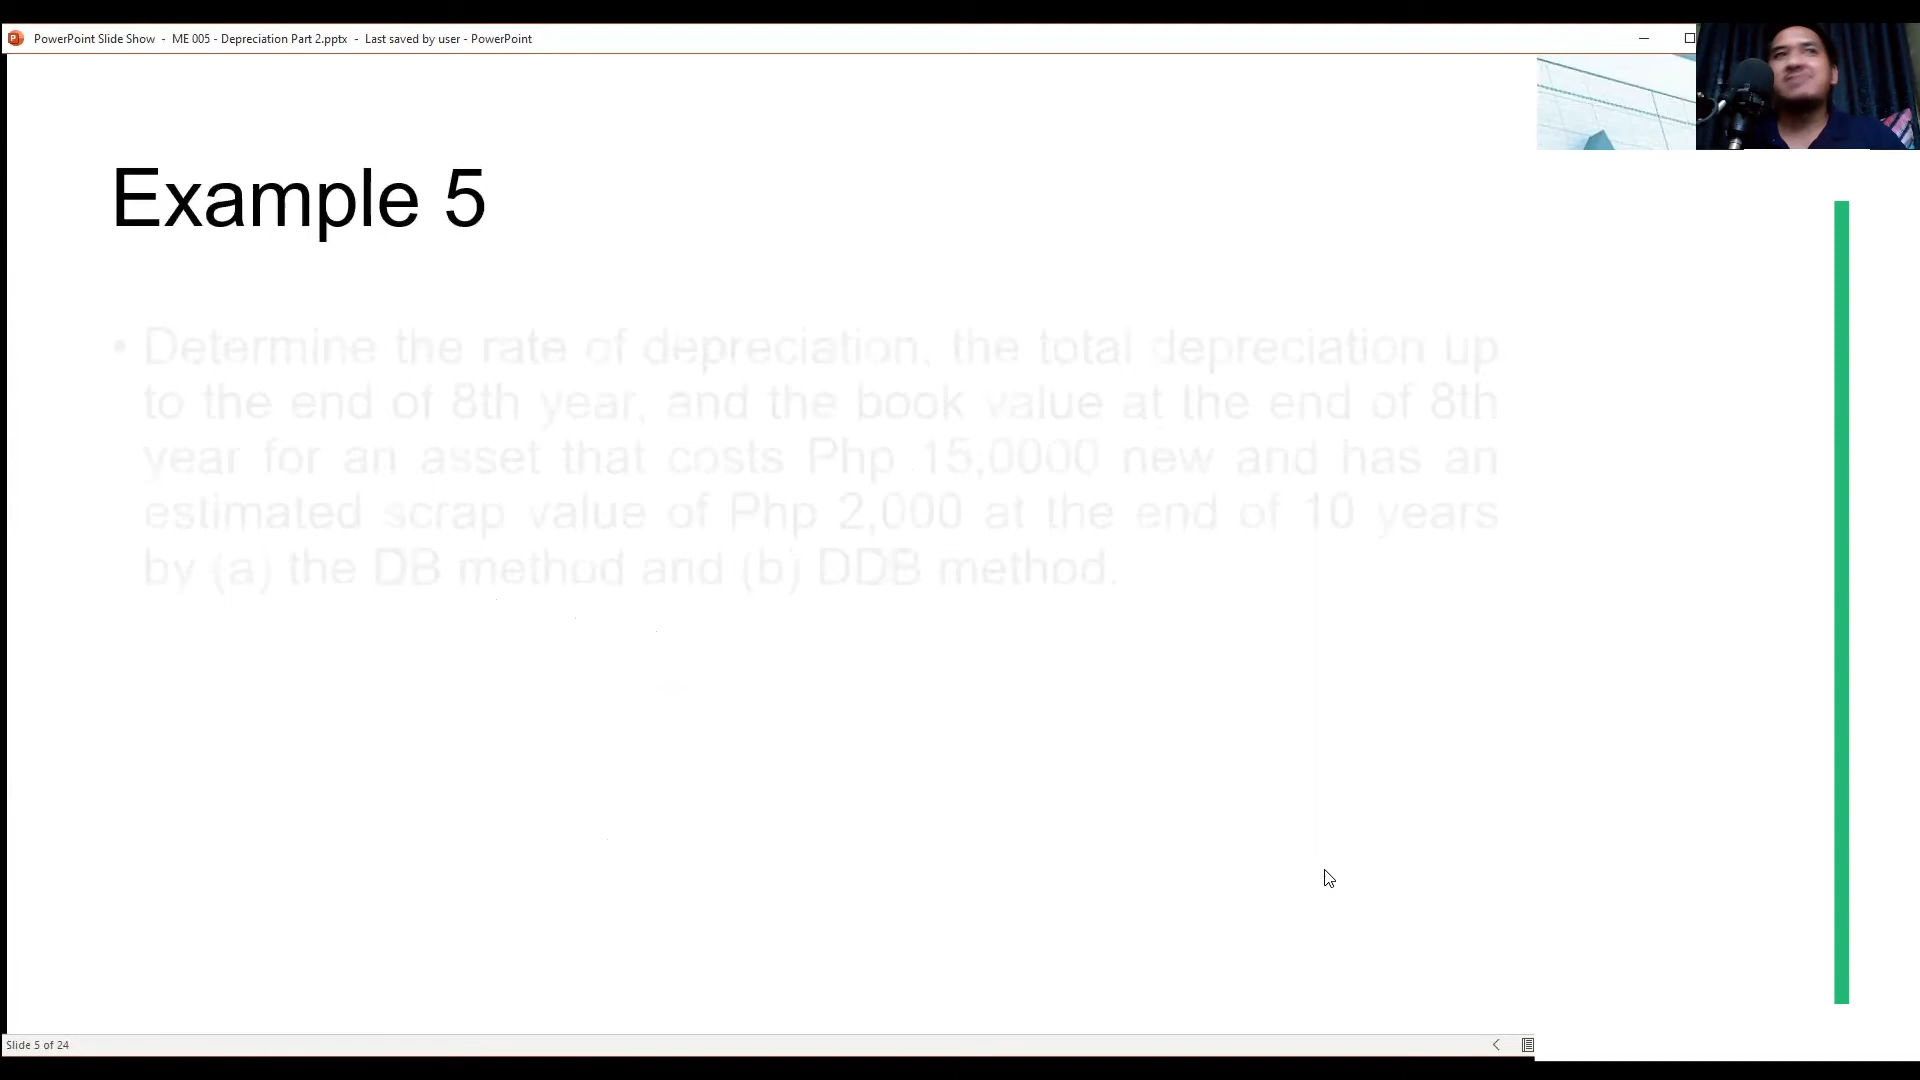 PowerPoint Slide Show - ME 005 - Depreciation Part 2.pptx - Last saved by user - PowerPoint
Example 5
• Determine the rate of depreciation, the total depreciation up
to the end of 8th year, and the book value at the end of 8th
year for an asset that costs Php 15,0000 new and has an
estimated scrap value of Php 2,000 at the end of 10 years
by (a) the DB method and (b) DDB method.
Slide 5 of 24